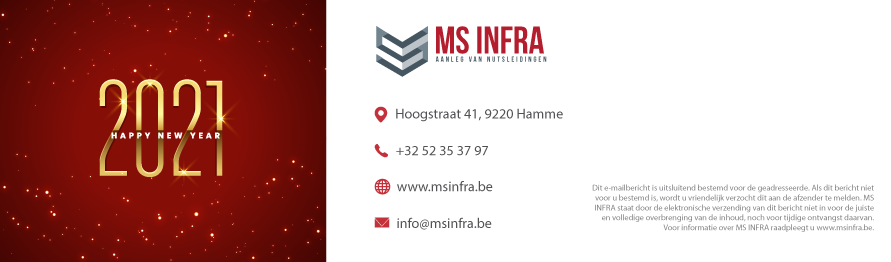 2021
HAPPY NEW YEAR
MS INFRA
AANLEG VAN NUTSLEIDINGEN
Hoogstraat 41, 9220 Hamme
+32 52 35 37 97
www.msinfra.be
info@msinfra.be
Dit e-mailbericht is uitsluitend bestemd voor de geadresseerde. Als dit bericht niet
voor u bestemd is, wordt u vriendelijk verzocht dit aan de afzender te melden. MS
INFRA staat door de elektronische verzending van dit bericht niet in voor de juiste
en volledige overbrenging van de inhoud, noch voor tijdige ontvangst daarvan.
Voor informatie over MS INFRA raadpleegt u www.msinfra.be.